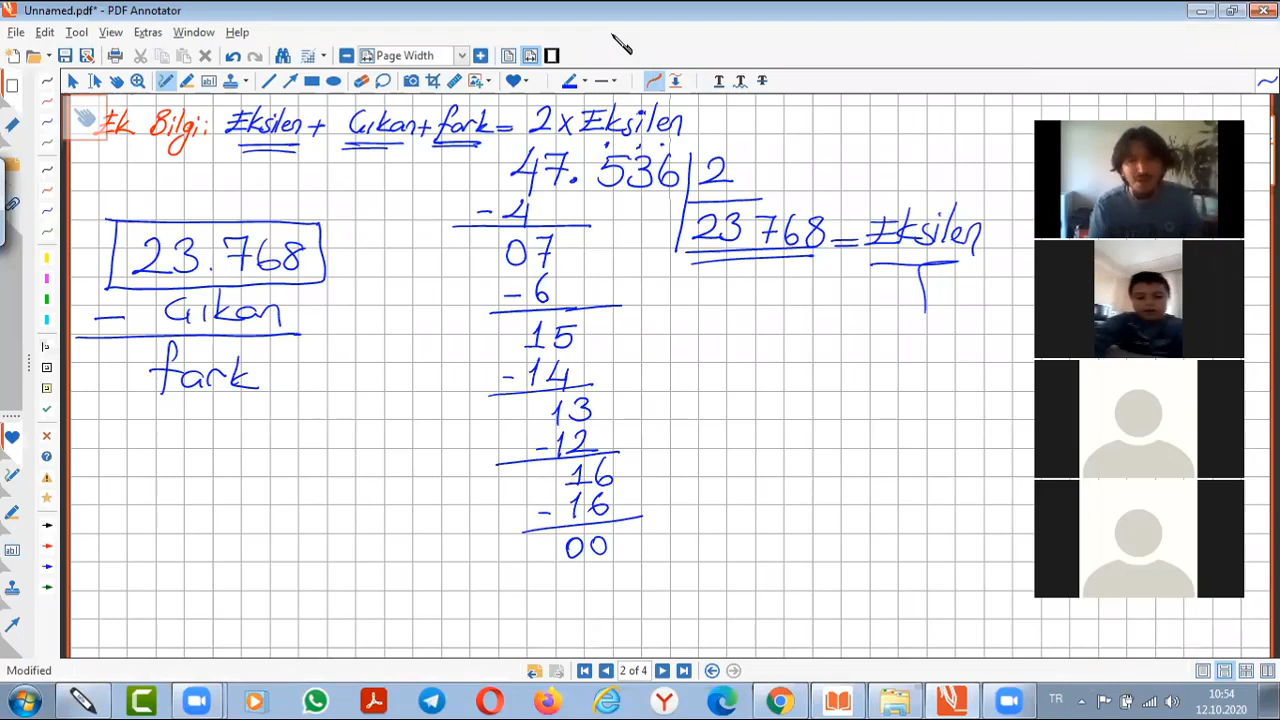 Unnamed.pdf* - PDF Annotator
File Edit Tool View Extras Window Help
Page Width
Ek Bilgi: Eksilen + Çıkan + fark = 2 x Eksilen
47.536 2
- 4 23 768 = Eksilen
07
- 6
15
- 14
13
- 12
16
- 16
00
23.768
- Çıkan
fark
2 of 4
Modified
TR
10:54
12.10.2020